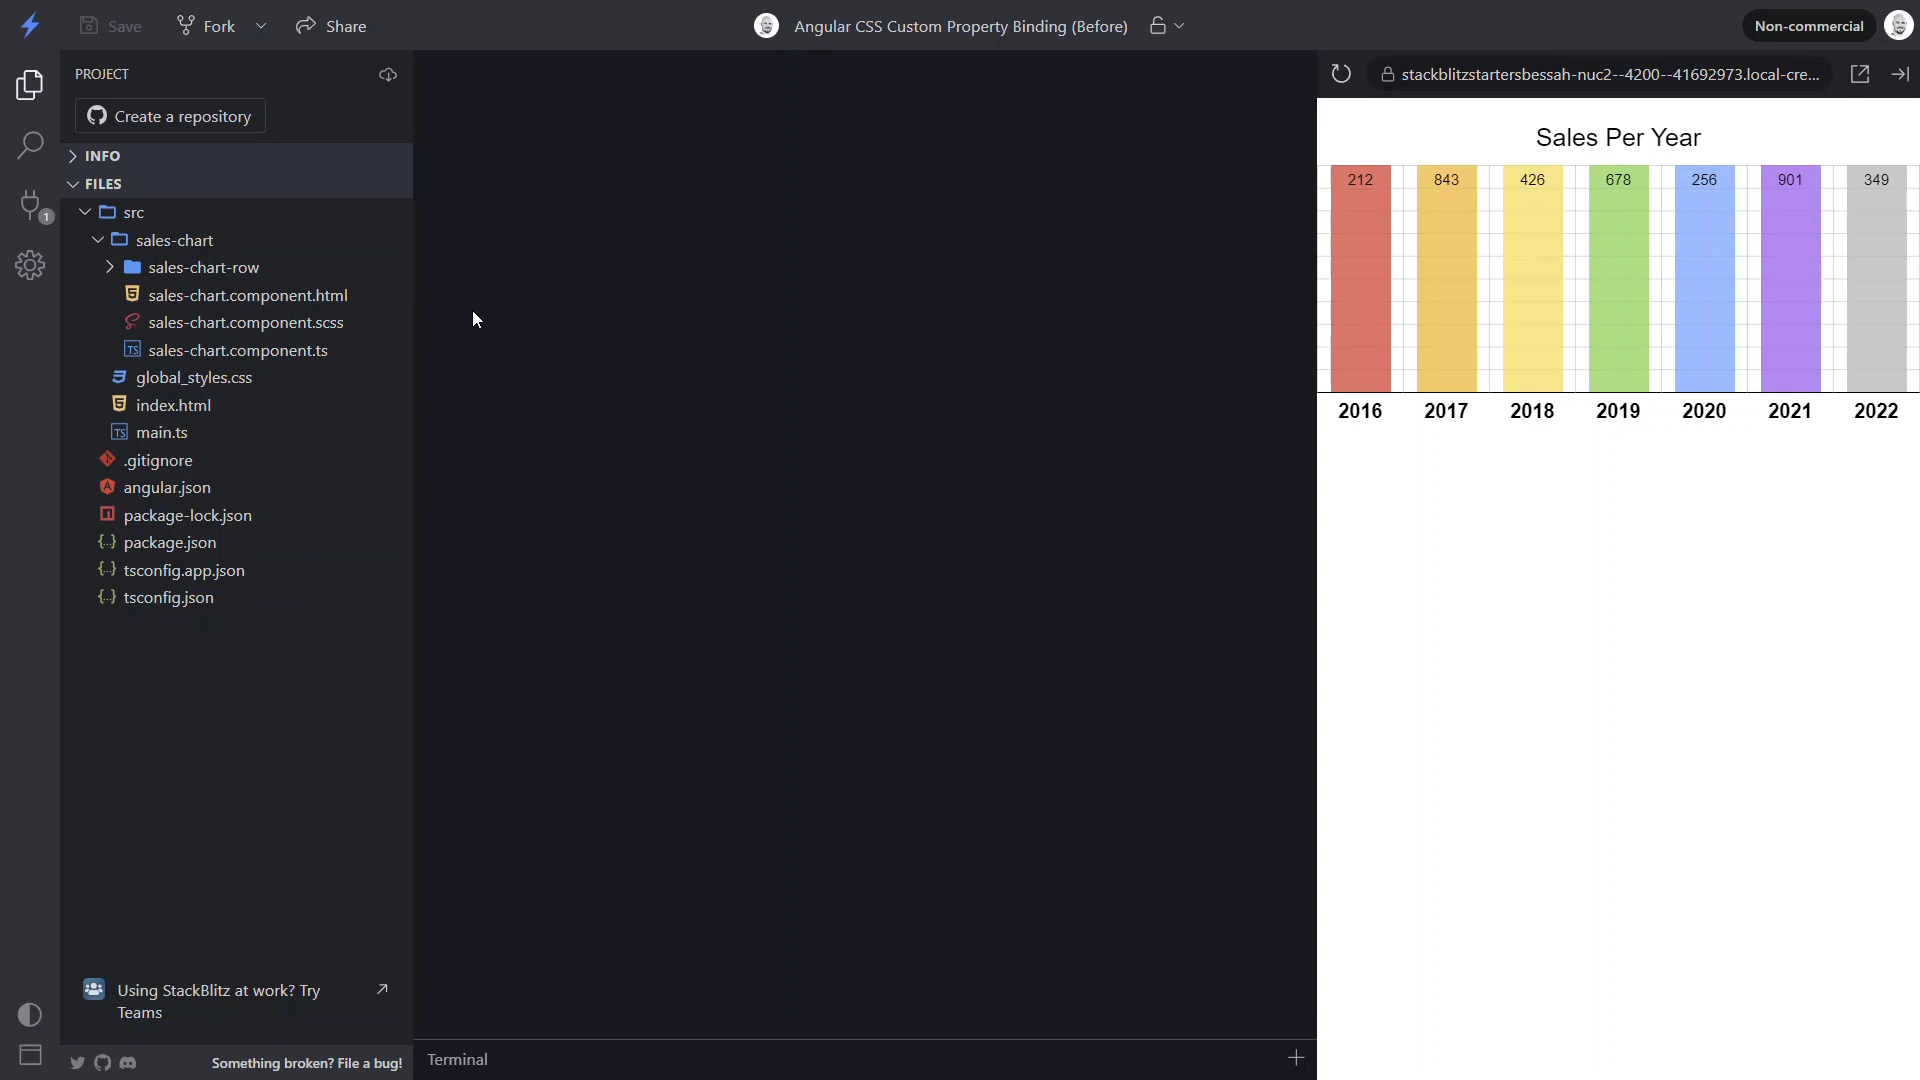 Save
Fork
Share
Angular CSS Custom Property Binding (Before)
Non-commercial
PROJECT
Create a repository
INFO
FILES
src
sales-chart
sales-chart-row
sales-chart.component.html
sales-chart.component.scss
sales-chart.component.ts
global_styles.css
index.html
main.ts
.gitignore
angular.json
package-lock.json
package.json
tsconfig.app.json
tsconfig.json
1
Using StackBlitz at work? Try
Teams
Something broken? File a bug!
Terminal
stackblitzstartersbessah-nuc2--4200--41692973.local-cre...
Sales Per Year
212 843 426 678 256 901 349
2016 2017 2018 2019 2020 2021 2022